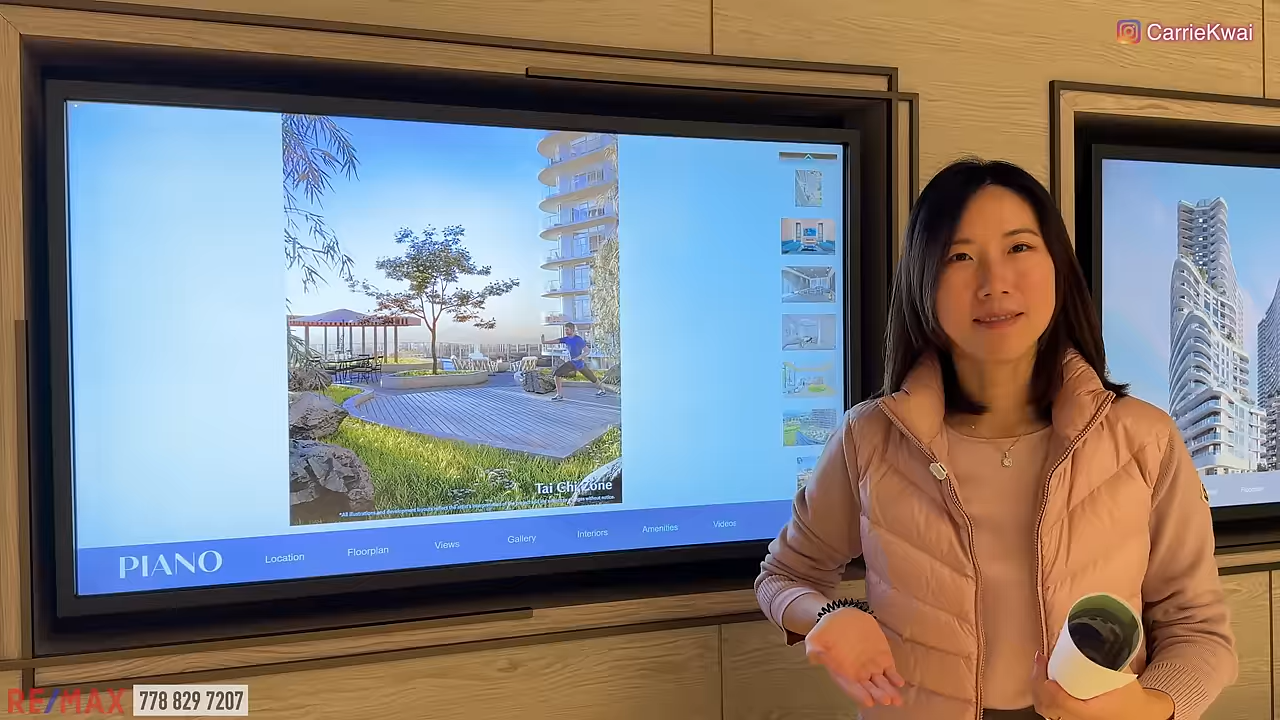 CarrieKwai
Tai Chi Zone
PIANO
Location
Floorplan
Views
Gallery
Interiors
Amenities
Videos
RE/MAX
778 829 7207